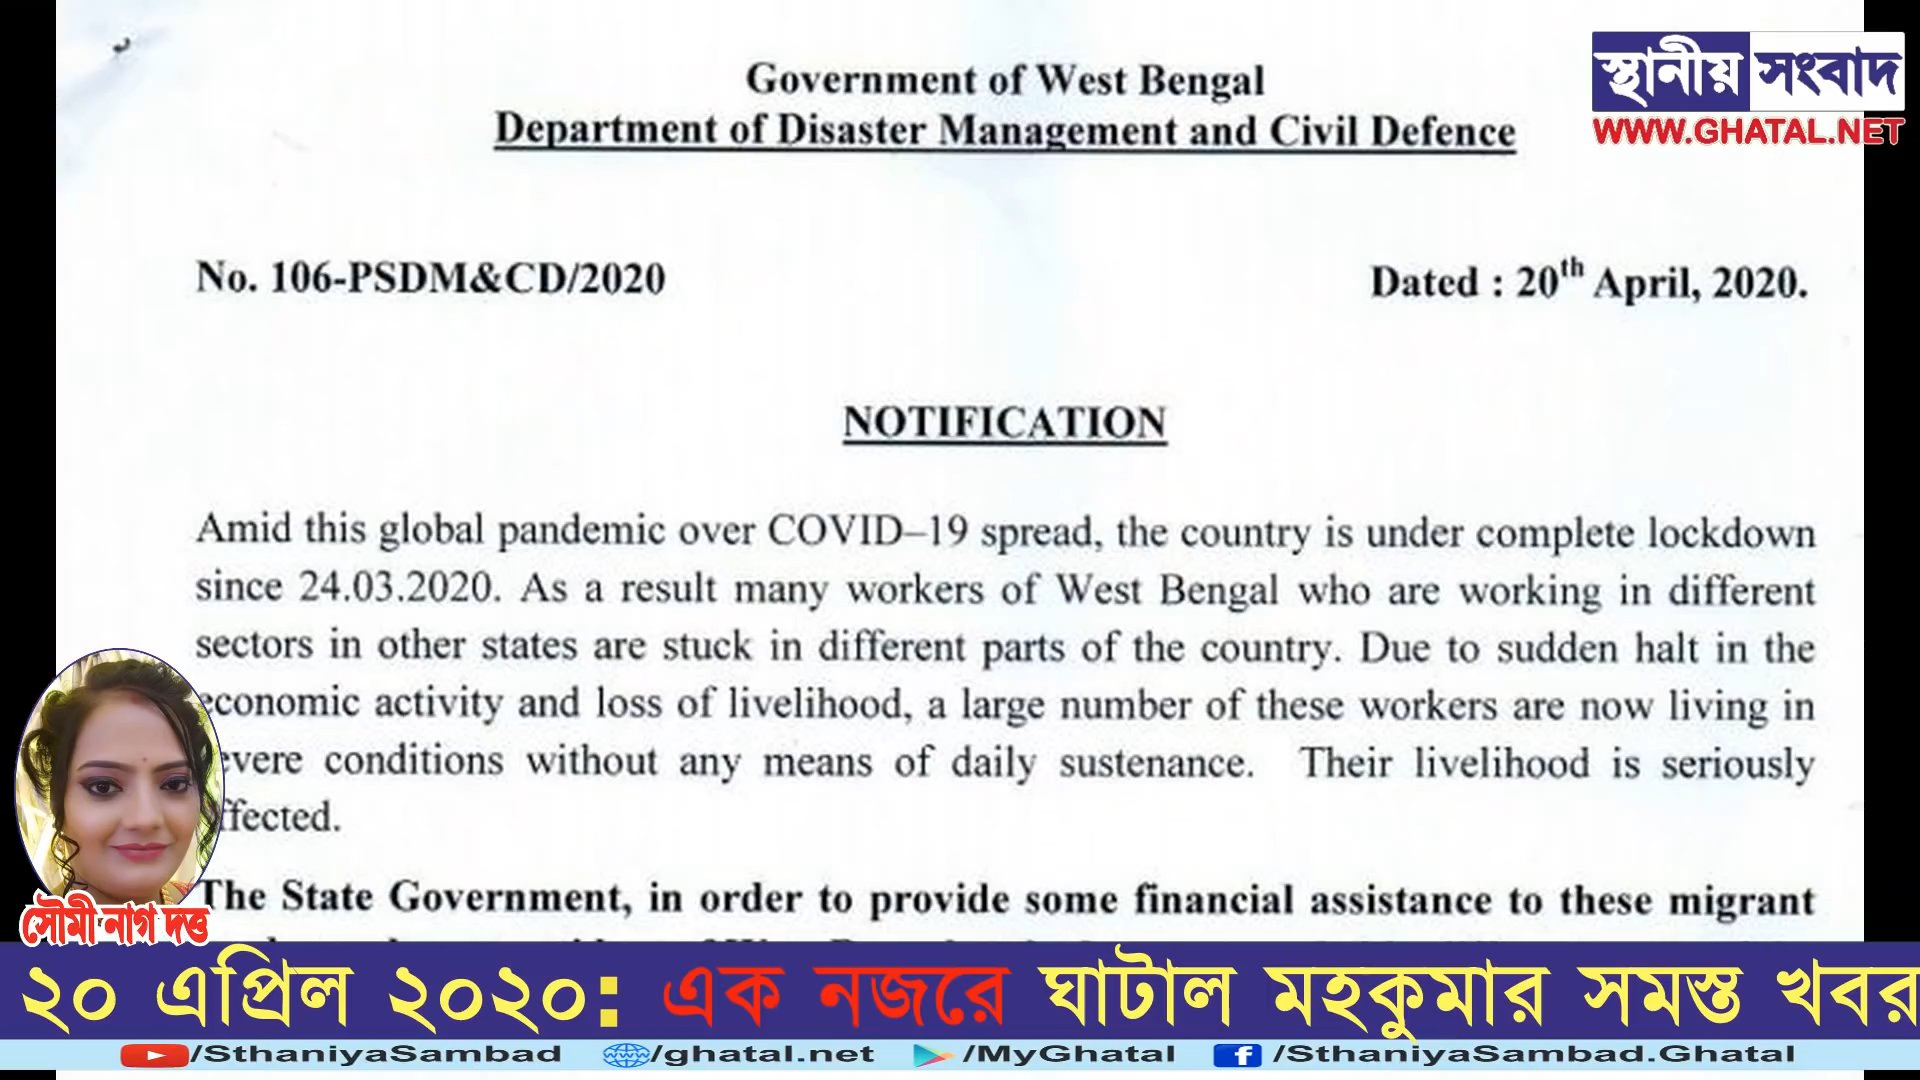 Government of West Bengal
Department of Disaster Management and Civil Defence
স্থানীয় সংবাদ
WWW.GHATAL.NET
No. 106-PSDM&CD/2020
Dated : 20th April, 2020.
NOTIFICATION
Amid this global pandemic over COVID–19 spread, the country is under complete lockdown
since 24.03.2020. As a result many workers of West Bengal who are working in different
sectors in other states are stuck in different parts of the country. Due to sudden halt in the
economic activity and loss of livelihood, a large number of these workers are now living in
evere conditions without any means of daily sustenance. Their livelihood is seriously
ffected.
The State Government, in order to provide some financial assistance to these migrant
সৌমী নাগ দত্ত
২০ এপ্রিল ২০২০: এক নজরে ঘাটাল মহকুমার সমস্ত খবর
/SthaniyaSambad /ghatal.net /MyGhatal /SthaniyaSambad.Ghatal